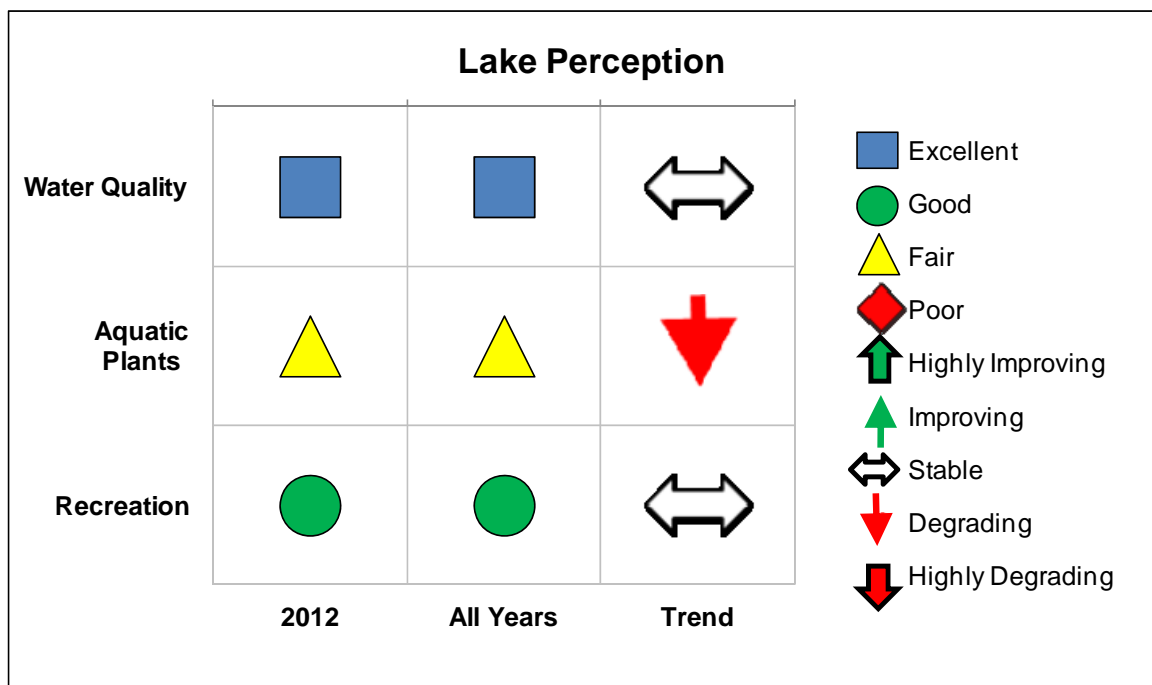 Lake Perception
Water Quality
Aquatic
Plants
Recreation
2012
All Years
Trend
Excellent
Good
Fair
Poor
Highly Improving
Improving
Stable
Degrading
Highly Degrading